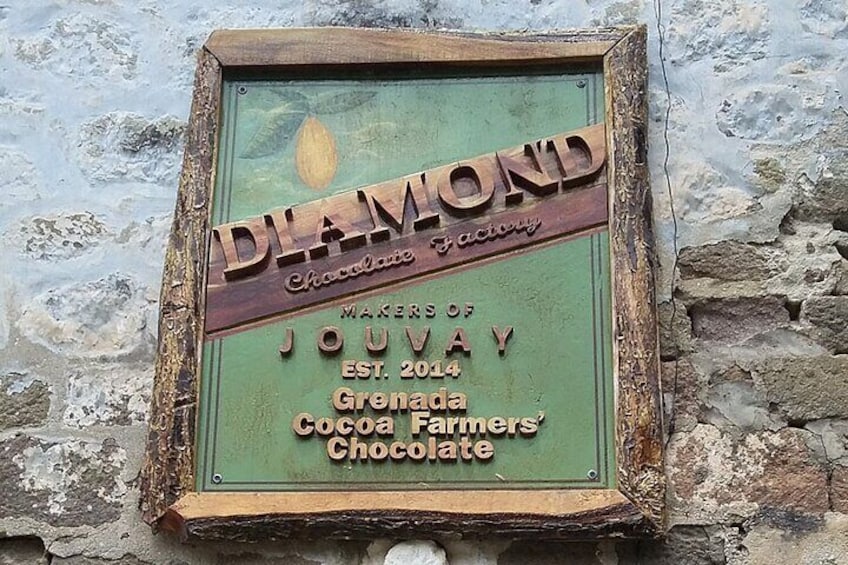 DIAMOND
Chocolate Factory
MAKERS OF
JOUVAY
EST. 2014
Grenada
Cocoa Farmers'
Chocolate